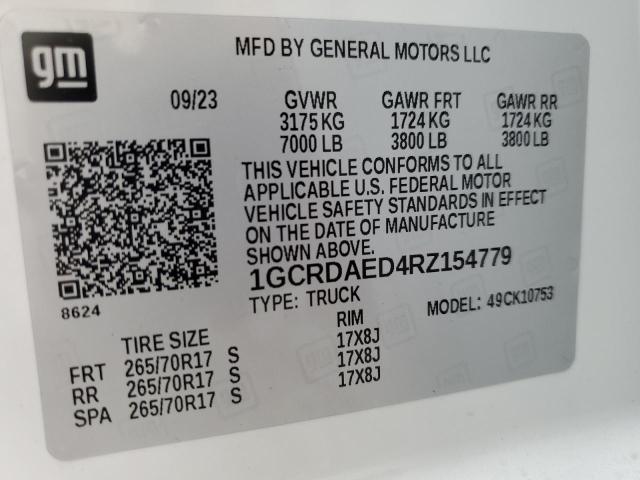 gm
MFD BY GENERAL MOTORS LLC
09/23 GVWR GAWR FRT GAWR RR
3175 KG 1724 KG 1724 KG
7000 LB 3800 LB 3800 LB
THIS VEHICLE CONFORMS TO ALL
APPLICABLE U.S. FEDERAL MOTOR
VEHICLE SAFETY STANDARDS IN EFFECT
ON THE DATE OF MANUFACTURE
SHOWN ABOVE.
1GCRDAED4RZ154779
8624
TYPE: TRUCK MODEL: 49CK10753
TIRE SIZE RIM
FRT 265/70R17 S 17X8J
RR 265/70R17 S 17X8J
SPA 265/70R17 S 17X8J